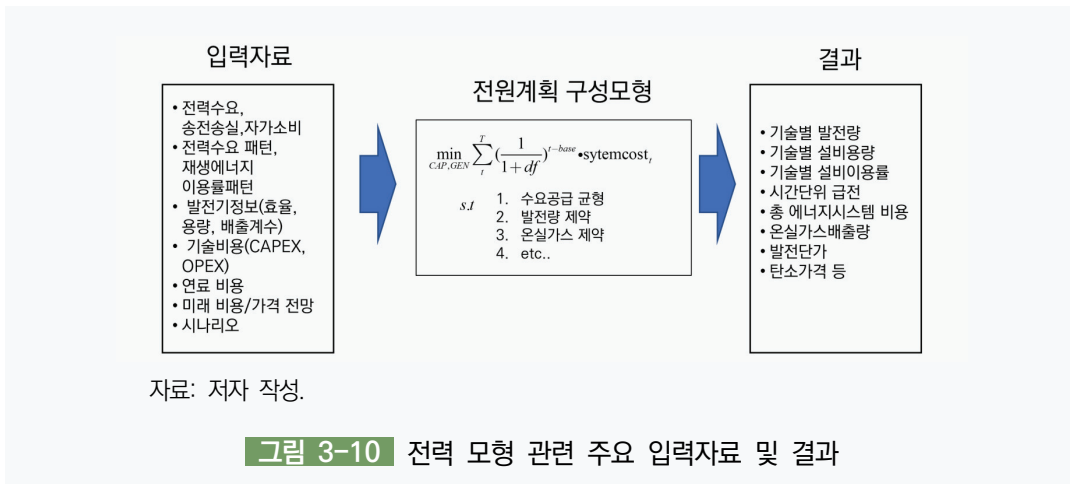 입력자료
• 전력수요,
송전송실,자가소비
• 전력수요 패턴,
재생에너지
이용률패턴
• 발전기정보(효율,
용량, 배출계수)
• 기술비용(CAPEX,
OPEX)
• 연료 비용
• 미래 비용/가격 전망
• 시나리오
전원계획 구성모형
min CAP,GEN ∑ t T (1/1+df)^t−base •sytemcost t
s.t 1. 수요공급 균형
2. 발전량 제약
3. 온실가스 제약
4. etc..
결과
• 기술별 발전량
• 기술별 설비용량
• 기술별 설비이용률
• 시간단위 급전
• 총 에너지시스템 비용
• 온실가스배출량
• 발전단가
• 탄소가격 등
자료: 저자 작성.
그림 3-10 전력 모형 관련 주요 입력자료 및 결과